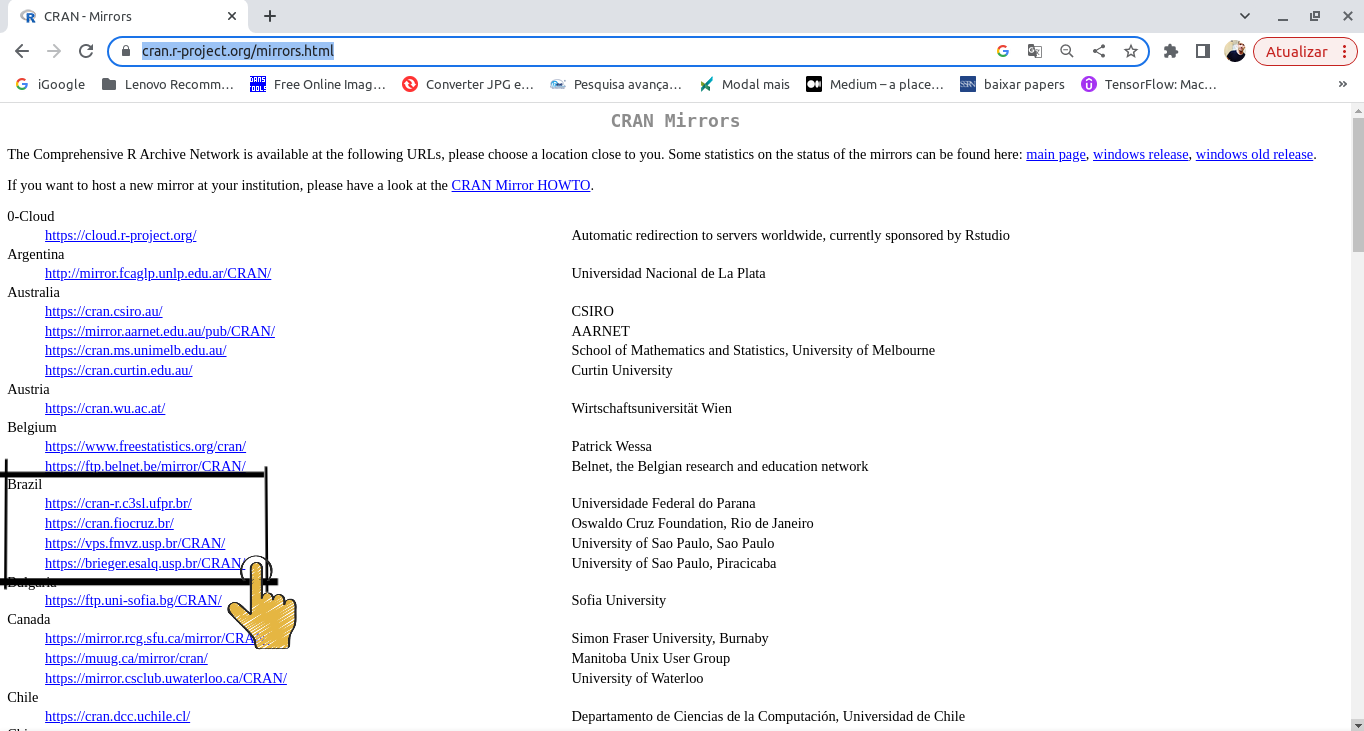 CRAN - Mirrors
cran.r-project.org/mirrors.html
Atualizar
iGoogle Lenovo Recomm… Free Online Imag… Converter JPG e… Pesquisa avança… Modal mais Medium – a place… baixar papers TensorFlow: Mac… »
CRAN Mirrors
The Comprehensive R Archive Network is available at the following URLs, please choose a location close to you. Some statistics on the status of the mirrors can be found here: main page, windows release, windows old release.
If you want to host a new mirror at your institution, please have a look at the CRAN Mirror HOWTO.
0-Cloud
https://cloud.r-project.org/ Automatic redirection to servers worldwide, currently sponsored by Rstudio
Argentina
http://mirror.fcaglp.unlp.edu.ar/CRAN/ Universidad Nacional de La Plata
Australia
https://cran.csiro.au/ CSIRO
https://mirror.aarnet.edu.au/pub/CRAN/ AARNET
https://cran.ms.unimelb.edu.au/ School of Mathematics and Statistics, University of Melbourne
https://cran.curtin.edu.au/ Curtin University
Austria
https://cran.wu.ac.at/ Wirtschaftsuniversität Wien
Belgium
https://www.freestatistics.org/cran/ Patrick Wessa
https://ftp.belnet.be/mirror/CRAN/ Belnet, the Belgian research and education network
Brazil
https://cran-r.c3sl.ufpr.br/ Universidade Federal do Parana
https://cran.fiocruz.br/ Oswaldo Cruz Foundation, Rio de Janeiro
https://vps.fmvz.usp.br/CRAN/ University of Sao Paulo, Sao Paulo
https://brieger.esalq.usp.br/CRAN/ University of Sao Paulo, Piracicaba
Bulgaria
https://ftp.uni-sofia.bg/CRAN/ Sofia University
Canada
https://mirror.rcg.sfu.ca/mirror/CRAN Simon Fraser University, Burnaby
https://muug.ca/mirror/cran/ Manitoba Unix User Group
https://mirror.csclub.uwaterloo.ca/CRAN/ University of Waterloo
Chile
https://cran.dcc.uchile.cl/ Departamento de Ciencias de la Computación, Universidad de Chile